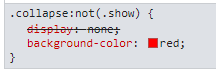 .collapse:not(.show) {
display: none;
background-color: red;
}